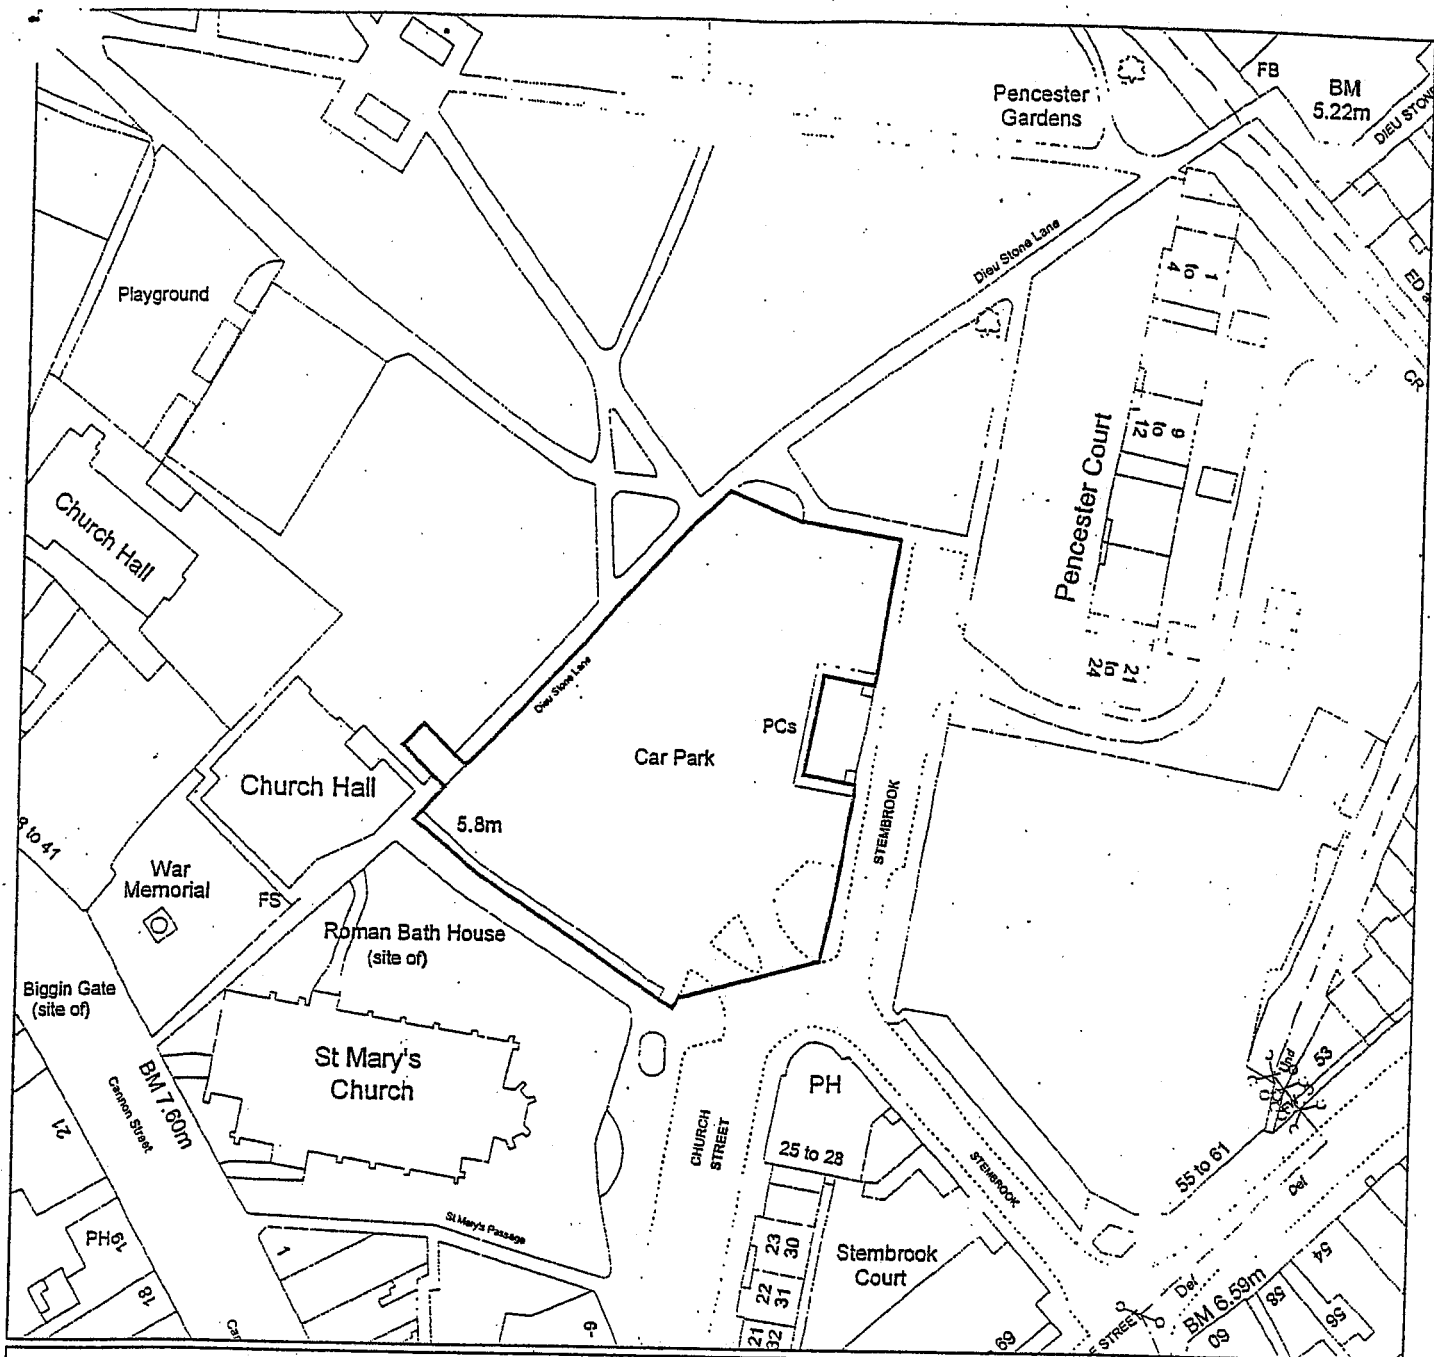 FB
BM
5.22m
DIEU STONE
Pencester
Gardens
Dieu Stone Lane
1
to
4
Playground
ED
CR
9
to
12
Pencester Court
Church Hall
21
to
24
Dieu Stone Lane
PCs
Car Park
STEMBROOK
Church Hall
5.8m
to 41
War
Memorial
FS
Roman Bath House
(site of)
Biggin Gate
(site of)
St Mary's
Church
BM 7.60m
Cannon Street
21
PH
25 to 28
CHURCH
STREET
STEMBROOK
Und
53
55 to 61
Def
St Mary's Passage
PH
19
18
1
23
30
22
31
21
32
Stembrook
Court
Def
BM 6.59m
54
56
58
60
69
E STREET
6-